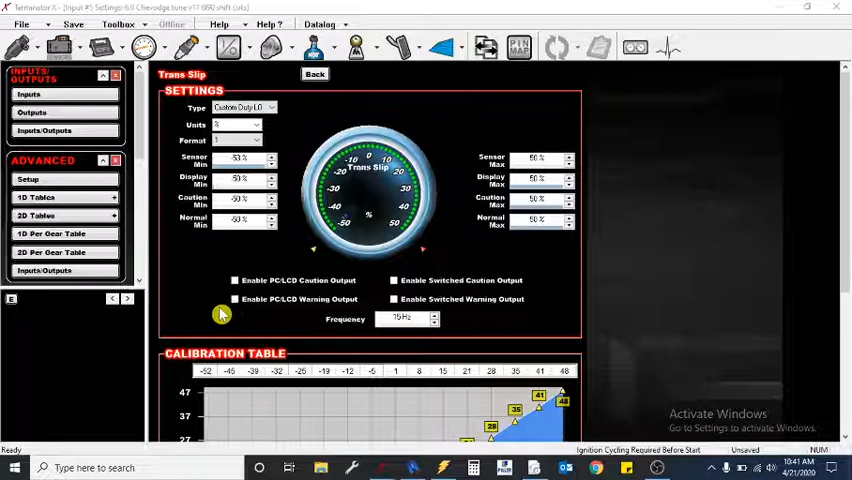 Terminator X - [Input #5 Settings:6.0 Chevodge tune v11 6l90 shift cuts]
File Save Toolbox Offline Help Help ? Datalog
SENSORS
PIN MAP
INPUTS/ OUTPUTS
Inputs
Outputs
Inputs/Outputs
ADVANCED
Setup
1D Tables +
2D Tables +
1D Per Gear Table
2D Per Gear Table
Inputs/Outputs
E
Trans Slip Back
SETTINGS
Type Custom Duty LG
Units %
Format 1
Sensor Min -53 %
Display Min -50 %
Caution Min -50 %
Normal Min -50 %
-50 -40 -30 -20 -10 0 10 20 30 40 50
Trans Slip
%
Sensor Max 50 %
Display Max 50 %
Caution Max 50 %
Normal Max 50 %
Enable PC/LCD Caution Output Enable Switched Caution Output
Enable PC/LCD Warning Output Enable Switched Warning Output
Frequency 15 Hz
CALIBRATION TABLE
-52 -45 -39 -32 -25 -19 -12 -5 1 8 15 21 28 35 41 48
47
37
27
28 35 41 48
Activate Windows
Go to Settings to activate Windows.
Ready Ignition Cycling Required Before Start Unsaved NUM
Type here to search
10:41 AM
4/21/2020